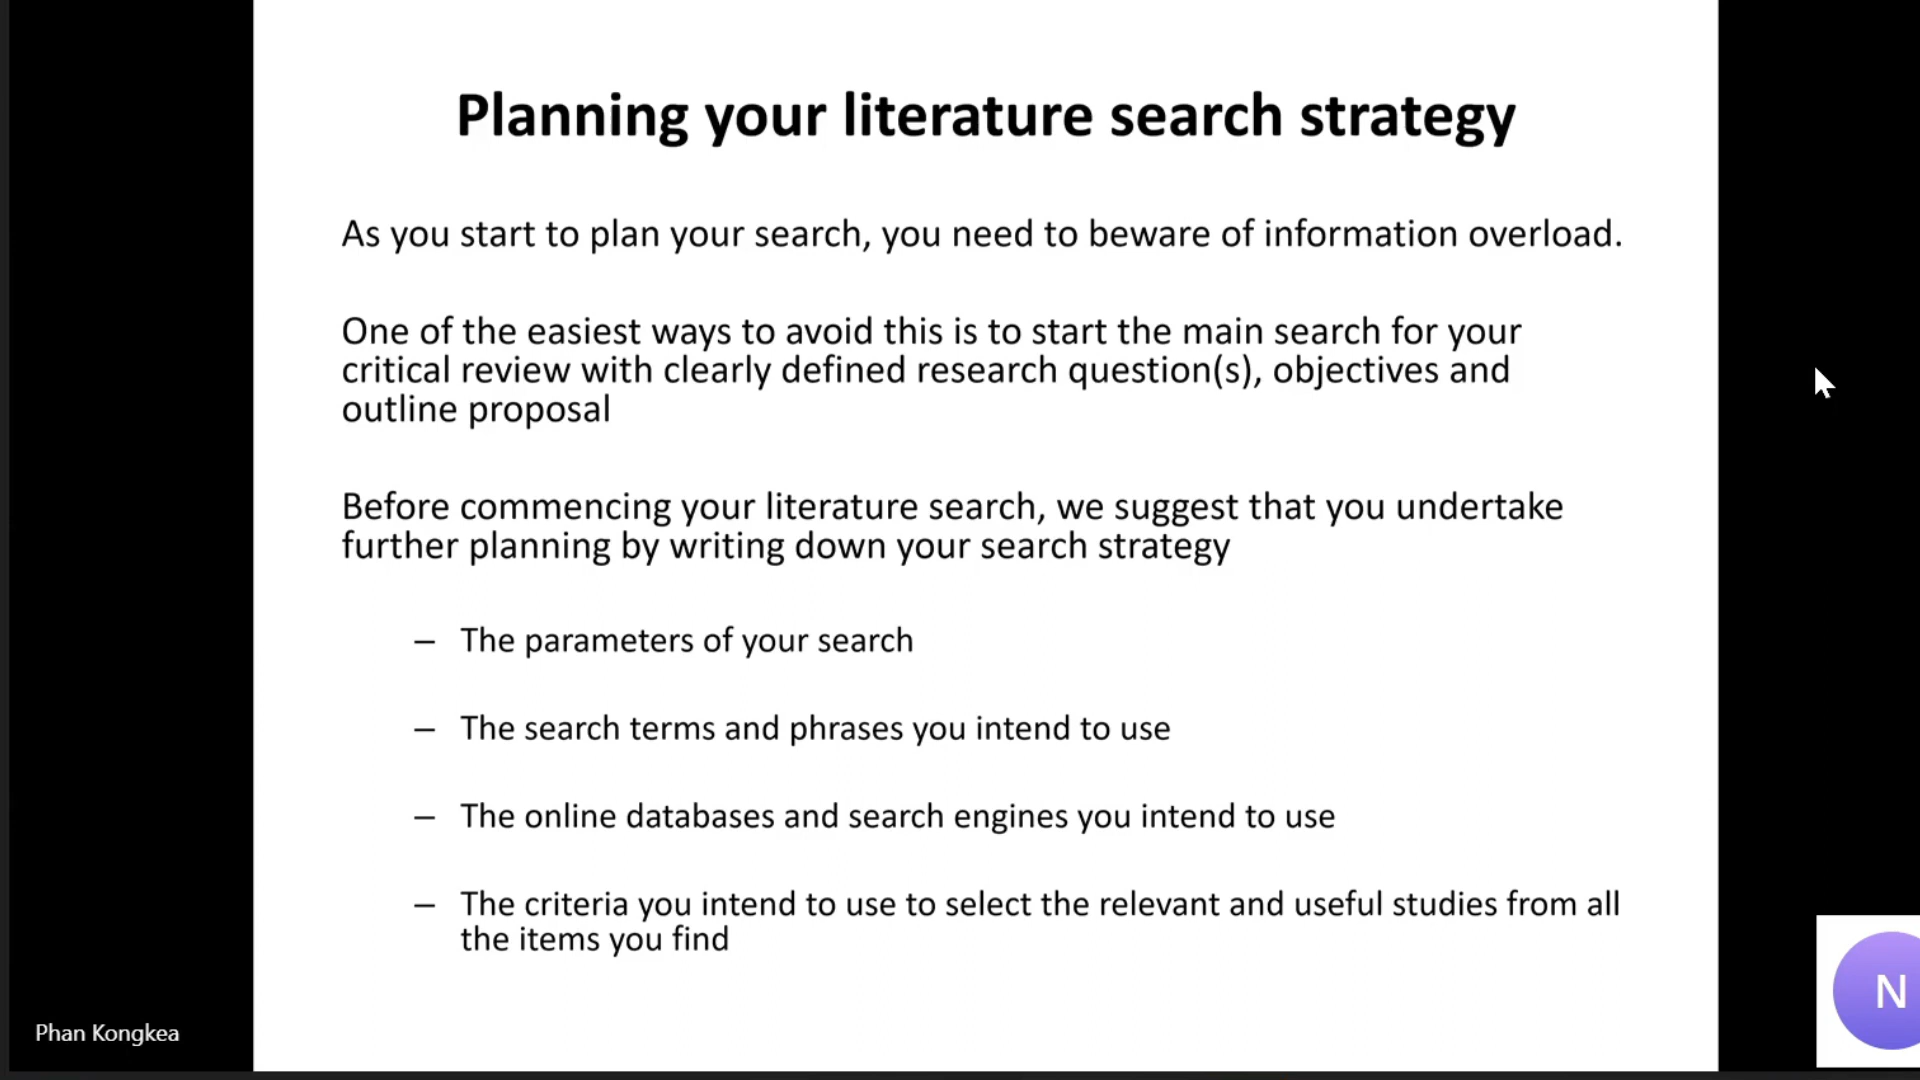 Planning your literature search strategy
As you start to plan your search, you need to beware of information overload.
One of the easiest ways to avoid this is to start the main search for your
critical review with clearly defined research question(s), objectives and
outline proposal
Before commencing your literature search, we suggest that you undertake
further planning by writing down your search strategy
– The parameters of your search
– The search terms and phrases you intend to use
– The online databases and search engines you intend to use
– The criteria you intend to use to select the relevant and useful studies from all
the items you find
N
Phan Kongkea